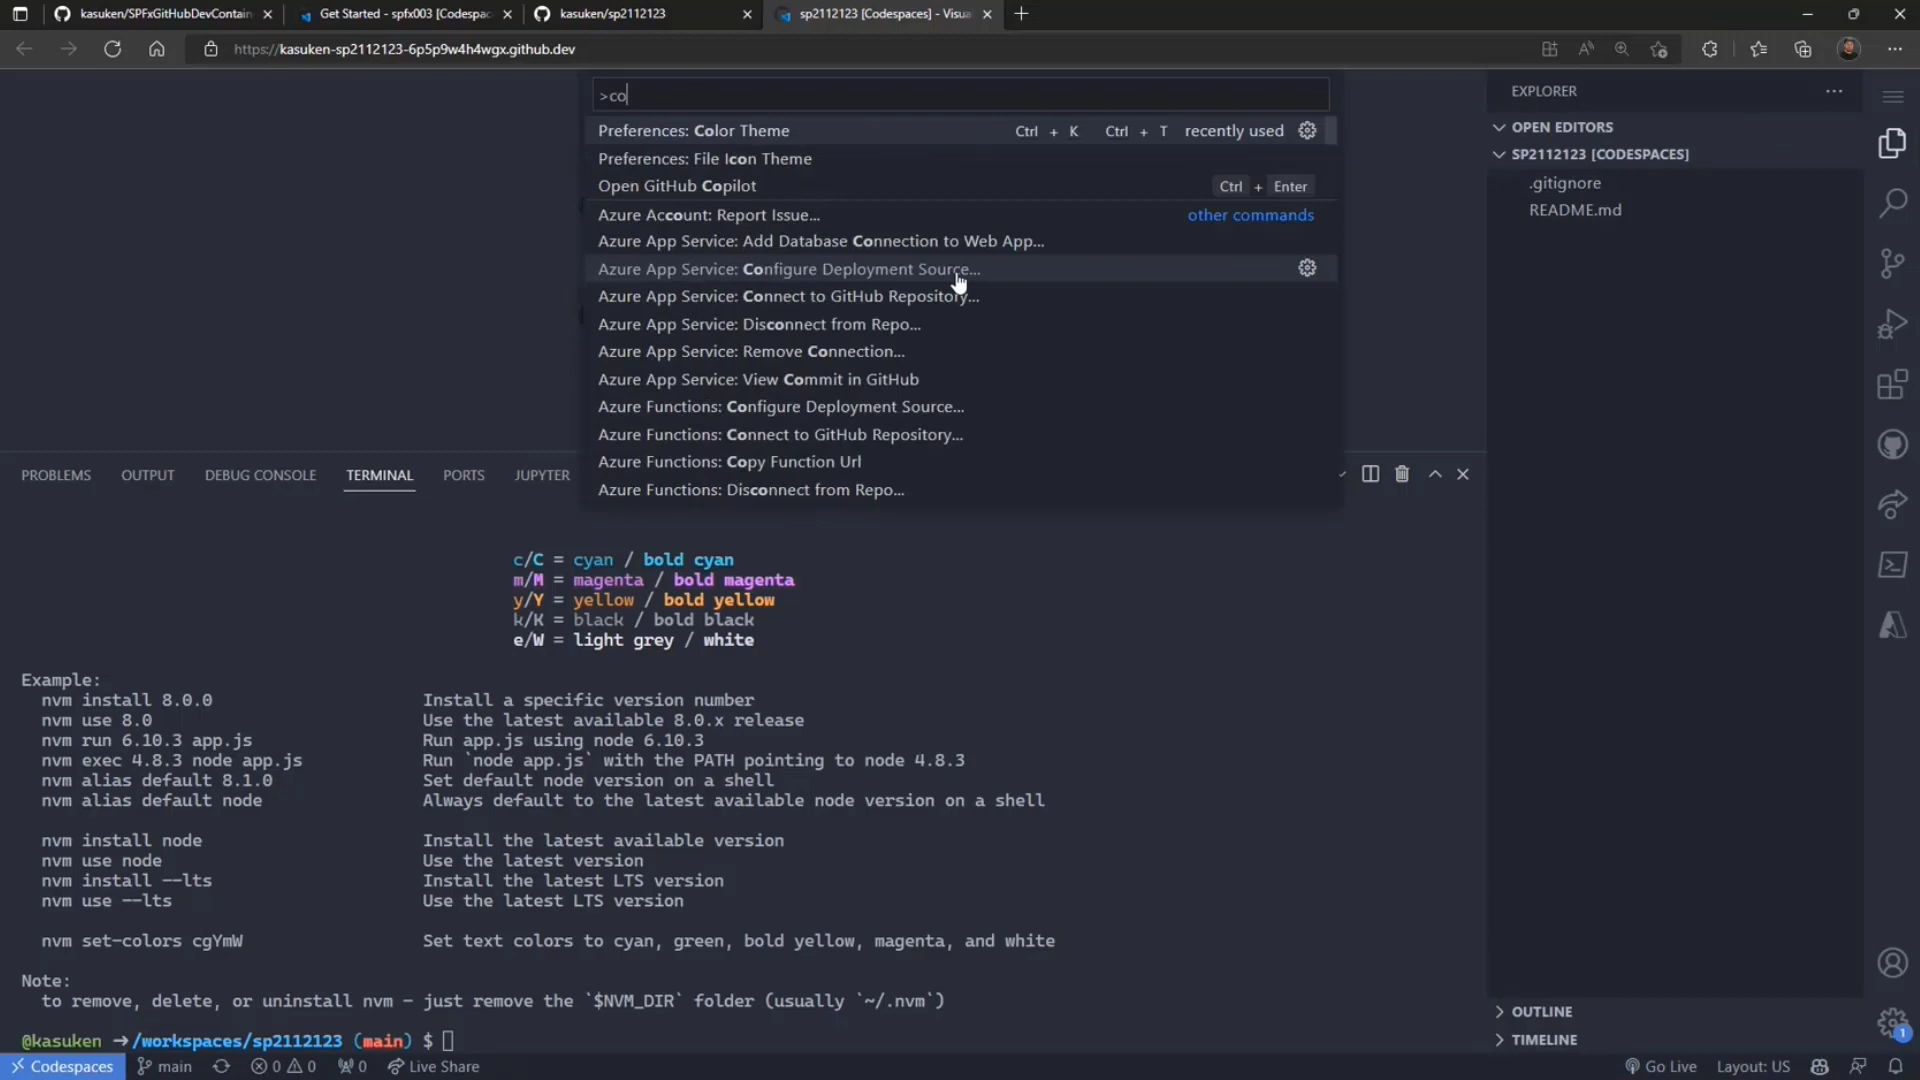 kasuken/SPFxGitHubDevContain
Get Started - spfx003 [Codespac
kasuken/sp2112123
sp2112123 [Codespaces] - Visua
https://kasuken-sp2112123-6p5p9w4h4wgx.github.dev
>co
Preferences: Color Theme Ctrl + K Ctrl + T recently used
Preferences: File Icon Theme
Open GitHub Copilot Ctrl + Enter
Azure Account: Report Issue... other commands
Azure App Service: Add Database Connection to Web App...
Azure App Service: Configure Deployment Source...
Azure App Service: Connect to GitHub Repository...
Azure App Service: Disconnect from Repo...
Azure App Service: Remove Connection...
Azure App Service: View Commit in GitHub
Azure Functions: Configure Deployment Source...
Azure Functions: Connect to GitHub Repository...
Azure Functions: Copy Function Url
Azure Functions: Disconnect from Repo...
EXPLORER
OPEN EDITORS
SP2112123 [CODESPACES]
.gitignore
README.md
PROBLEMS OUTPUT DEBUG CONSOLE TERMINAL PORTS JUPYTER
c/C = cyan / bold cyan
m/M = magenta / bold magenta
y/Y = yellow / bold yellow
k/K = black / bold black
e/W = light grey / white
Example:
nvm install 8.0.0 Install a specific version number
nvm use 8.0 Use the latest available 8.0.x release
nvm run 6.10.3 app.js Run app.js using node 6.10.3
nvm exec 4.8.3 node app.js Run `node app.js` with the PATH pointing to node 4.8.3
nvm alias default 8.1.0 Set default node version on a shell
nvm alias default node Always default to the latest available node version on a shell
nvm install node Install the latest available version
nvm use node Use the latest version
nvm install --lts Install the latest LTS version
nvm use --lts Use the latest LTS version
nvm set-colors cgYmW Set text colors to cyan, green, bold yellow, magenta, and white
Note:
to remove, delete, or uninstall nvm - just remove the `$NVM_DIR` folder (usually `~/.nvm`)
@kasuken ➜ /workspaces/sp2112123 (main) $
OUTLINE
TIMELINE
1
Codespaces main 0 0 0 Live Share Go Live Layout: US